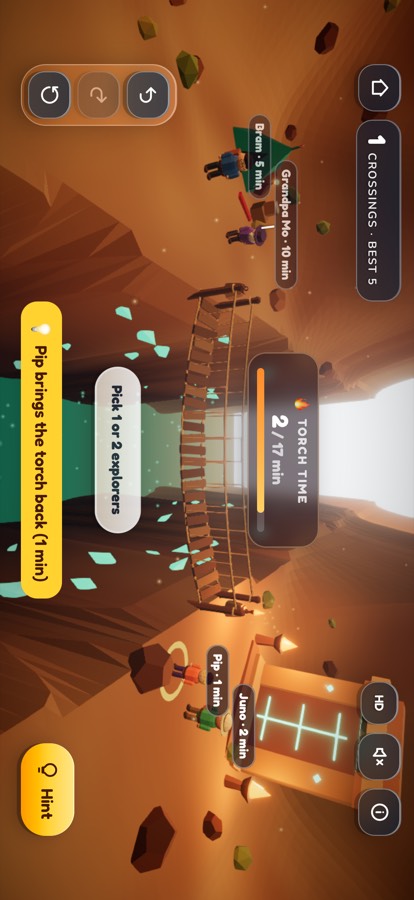 1 CROSSINGS · BEST 5
HD
🔥 TORCH TIME
2 / 17 min
Grandpa Mo · 10 min
Bram · 5 min
Juno · 2 min
Pip · 1 min
Pick 1 or 2 explorers
💡 Pip brings the torch back (1 min)
Hint